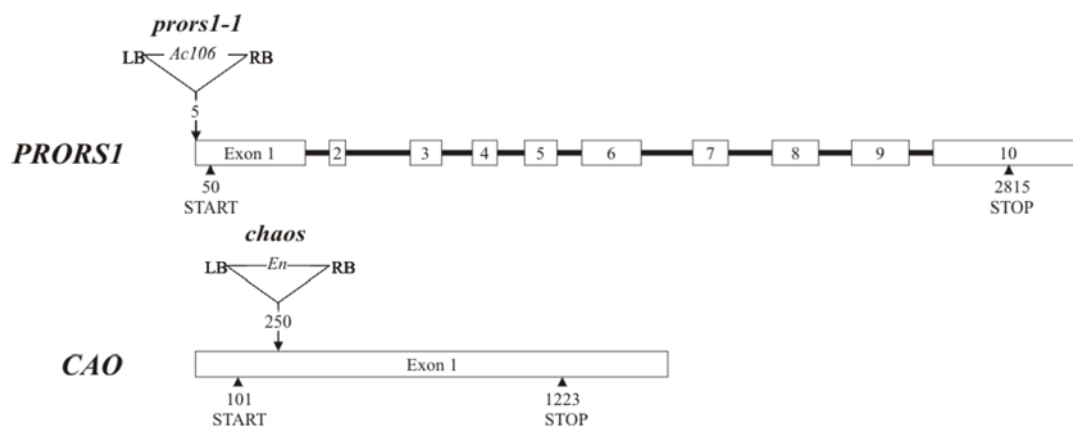 prors1-1
LB Ac106 RB
5
PRORS1 Exon 1 2 3 4 5 6 7 8 9 10
50 2815
START STOP
chaos
LB En RB
250
CAO Exon 1
101 1223
START STOP